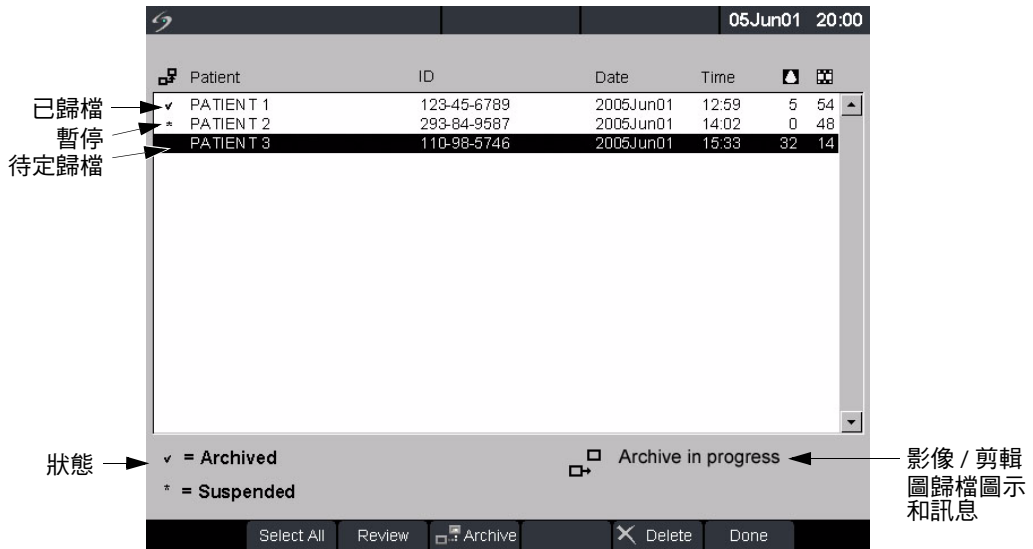 05Jun01 20:00
Patient ID Date Time
已歸檔
✓ PATIENT 1 123-45-6789 2005Jun01 12:59 5 54
暫停
* PATIENT 2 293-84-9587 2005Jun01 14:02 0 48
待定歸檔
PATIENT 3 110-98-5746 2005Jun01 15:33 32 14
狀態
✓ = Archived
* = Suspended
Archive in progress
影像 / 剪輯
圖歸檔圖示
和訊息
Select All Review Archive Delete Done